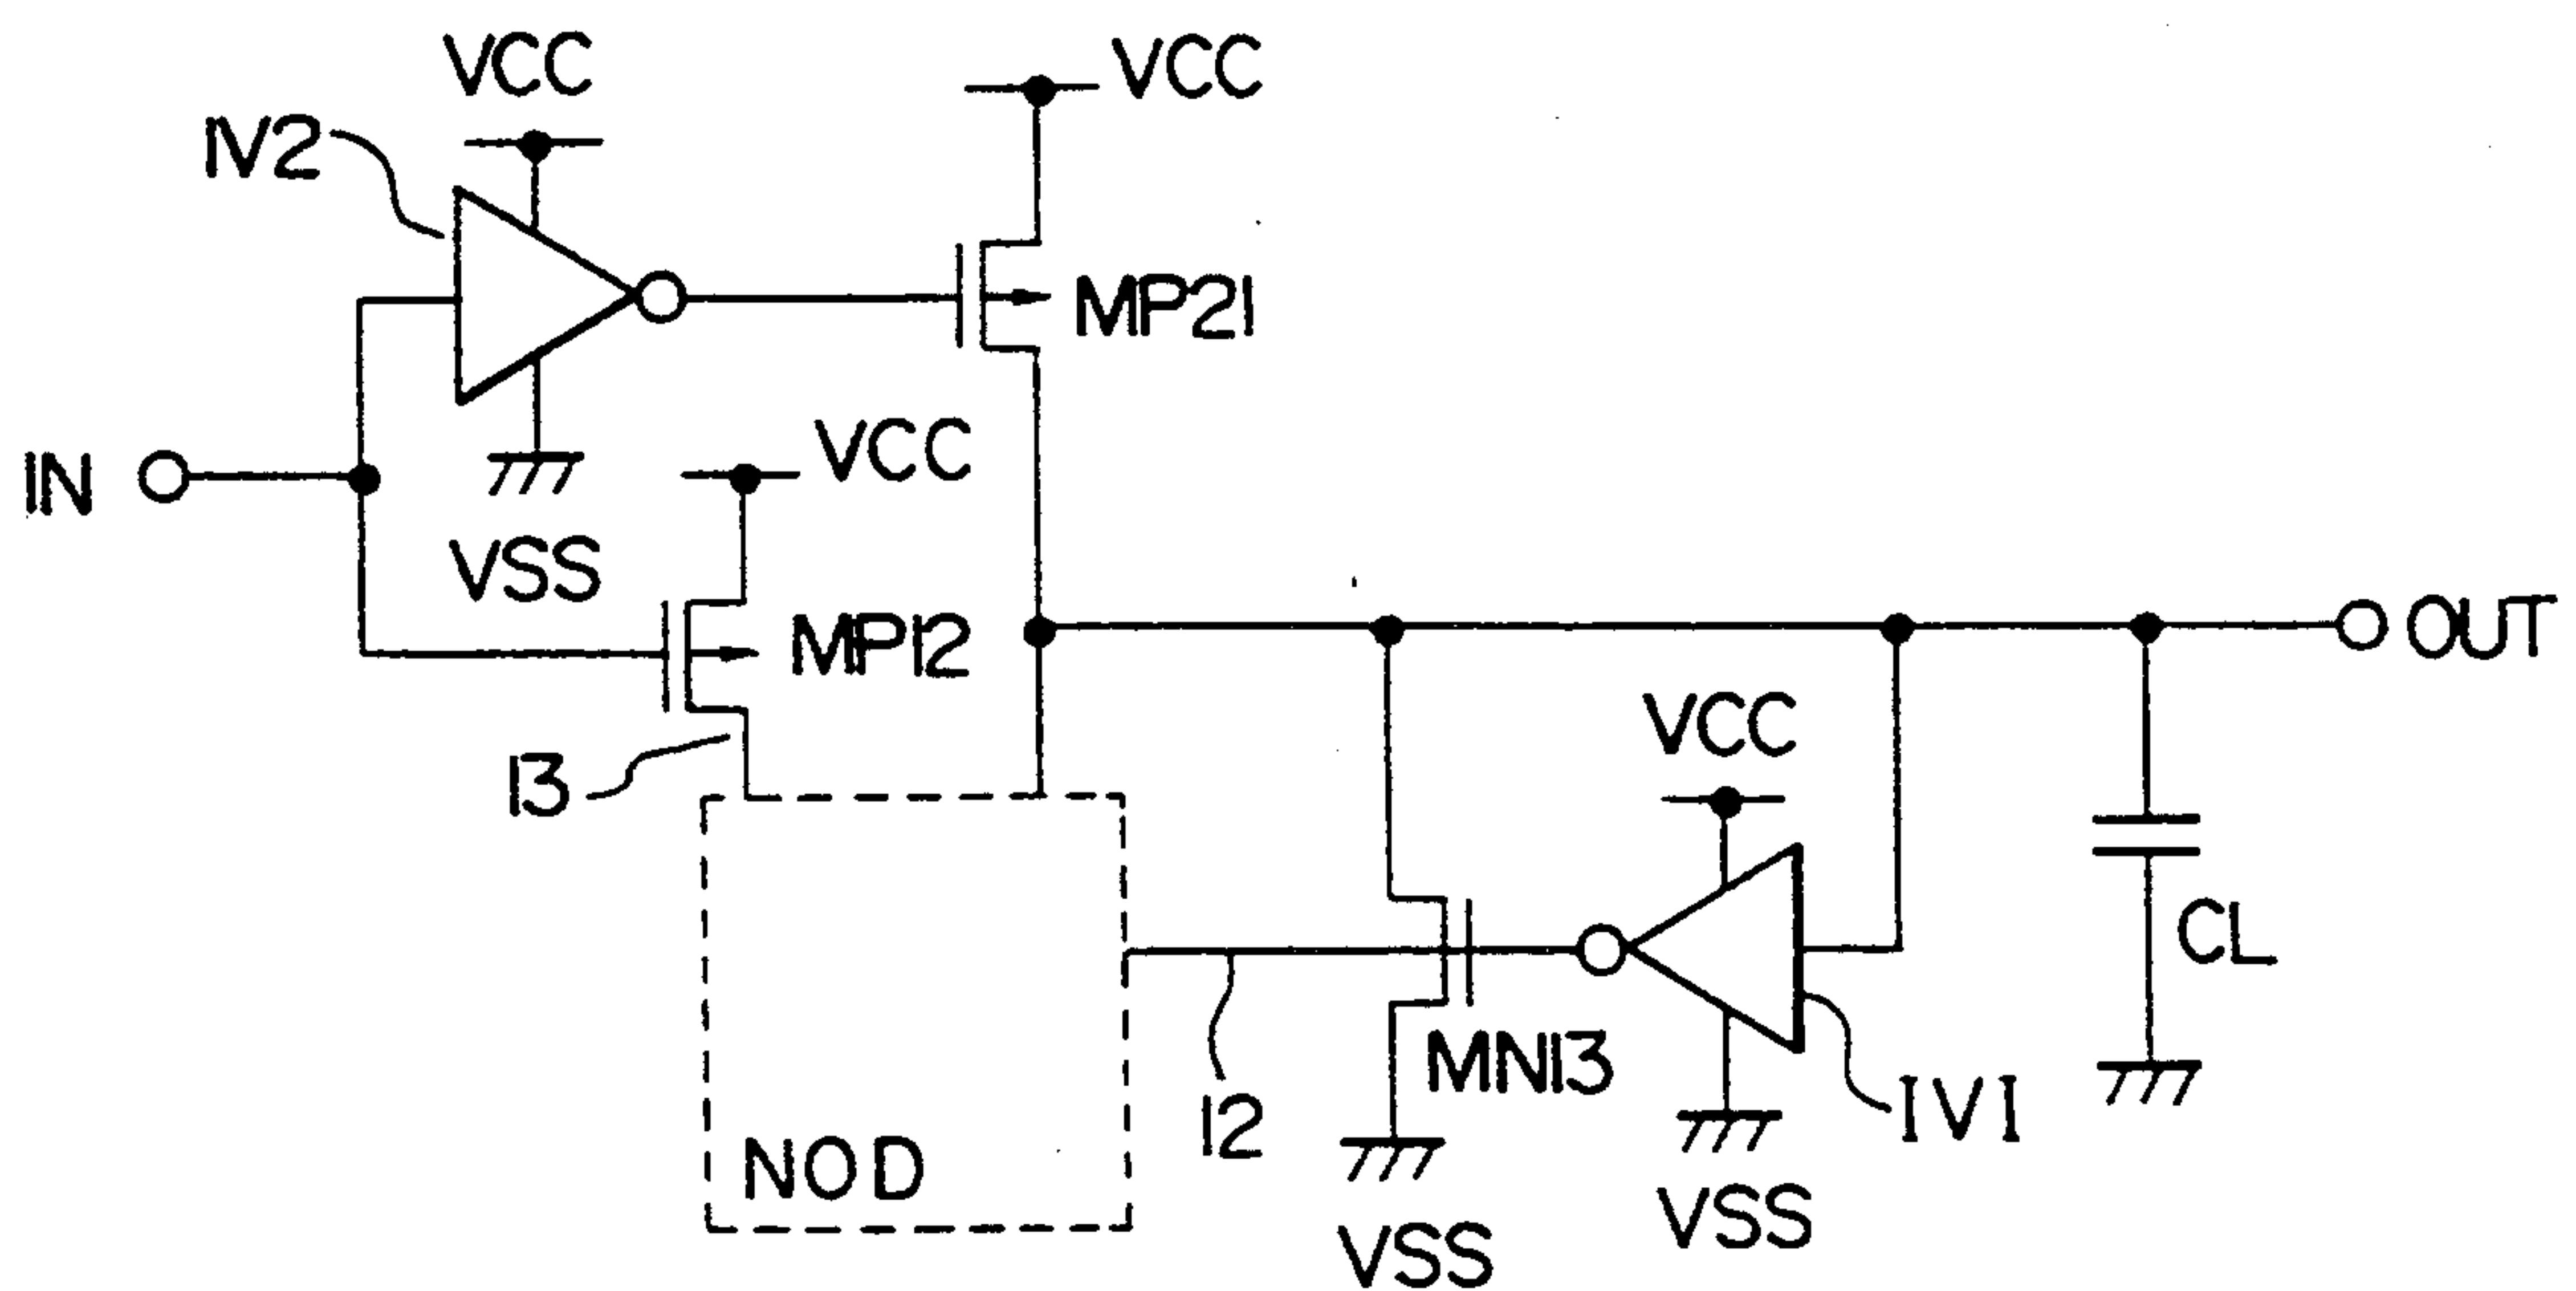 VCC
VCC
IV2
MP21
VCC
IN
VSS
MP12
OUT
VCC
13
CL
MN13
12
IV1
NOD
VSS
VSS